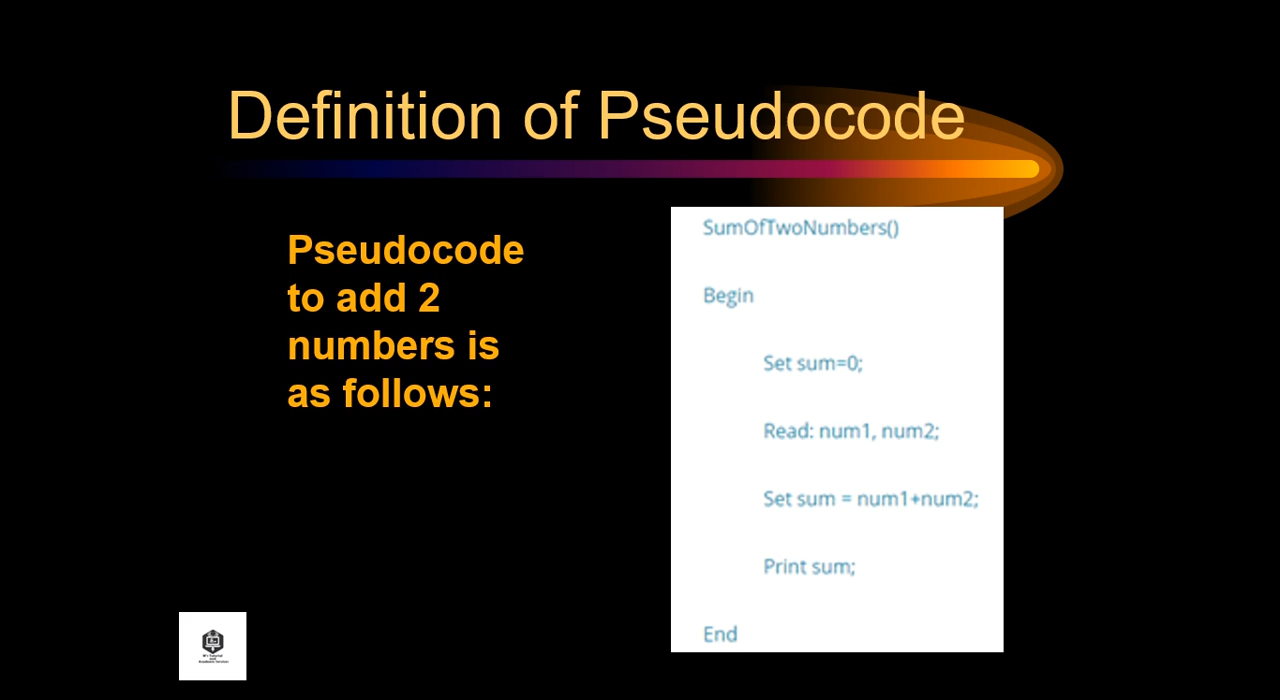 Definition of Pseudocode
Pseudocode
to add 2
numbers is
as follows:
SumOfTwoNumbers()
Begin
Set sum=0;
Read: num1, num2;
Set sum = num1+num2;
Print sum;
End